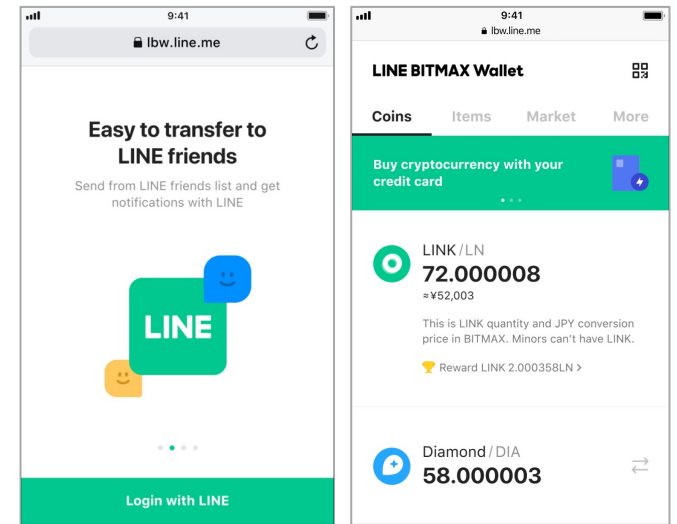 9:41
lbw.line.me
Easy to transfer to
LINE friends
Send from LINE friends list and get
notifications with LINE
LINE
Login with LINE
9:41
lbw.line.me
LINE BITMAX Wallet
Coins Items Market More
Buy cryptocurrency with your
credit card
LINK/LN
72.000008
≈¥52,003
This is LINK quantity and JPY conversion
price in BITMAX. Minors can't have LINK.
Reward LINK 2.000358LN >
Diamond/DIA
58.000003